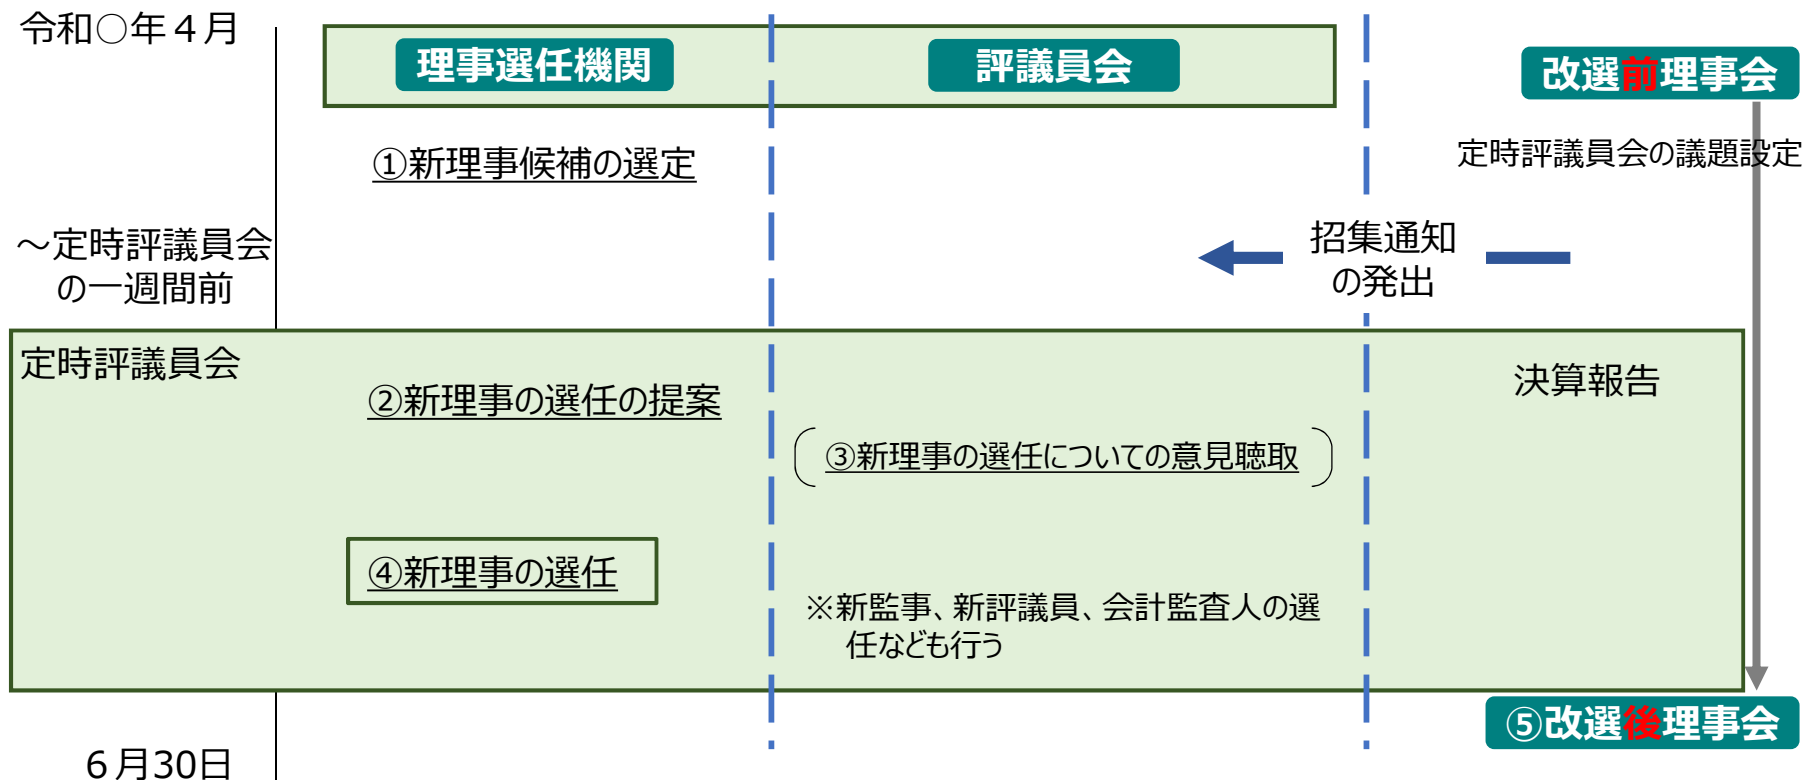 令和○年４月
理事選任機関
評議員会
改選前理事会
①新理事候補の選定
定時評議員会の議題設定
～定時評議員会
の一週間前
招集通知
の発出
定時評議員会
②新理事の選任の提案
決算報告
③新理事の選任についての意見聴取
④新理事の選任
※新監事、新評議員、会計監査人の選
任なども行う
⑤改選後理事会
６月30日